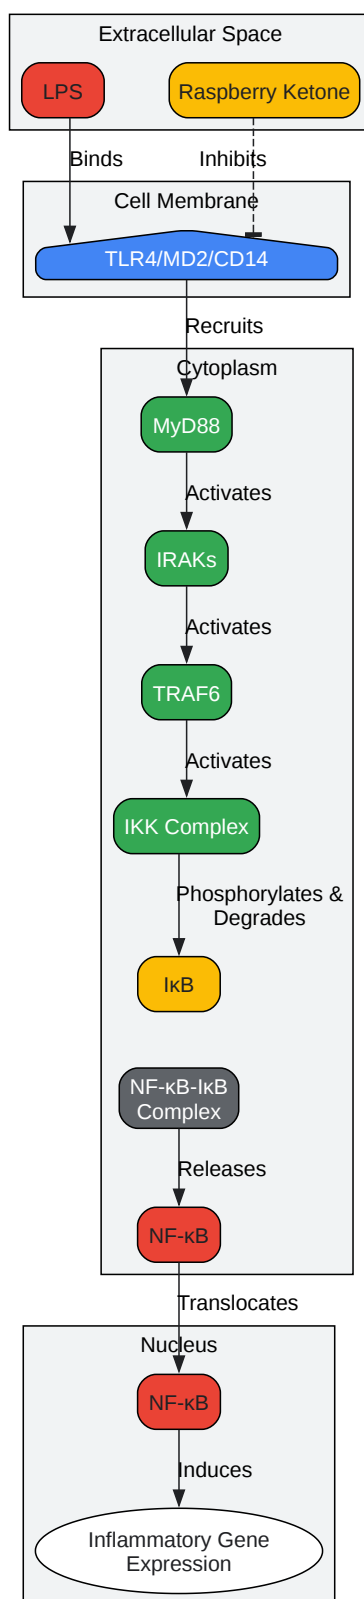 Extracellular Space
LPS
Raspberry Ketone
Binds
Inhibits
Cell Membrane
TLR4/MD2/CD14
Recruits
Cytoplasm
MyD88
Activates
IRAKs
Activates
TRAF6
Activates
IKK Complex
Phosphorylates &
Degrades
IκB
NF-κB-IκB
Complex
Releases
NF-κB
Translocates
Nucleus
NF-κB
Induces
Inflammatory Gene
Expression